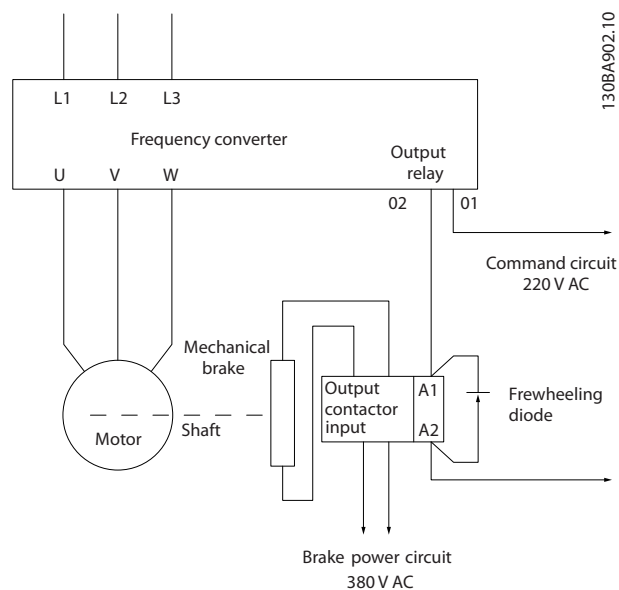 130BA902.10
L1 L2 L3
Frequency converter
Output
relay
U V W
02 01
Command circuit
220 V AC
Mechanical
brake
Output
contactor
input
A1
A2
Frewheeling
diode
Motor
Shaft
Brake power circuit
380 V AC